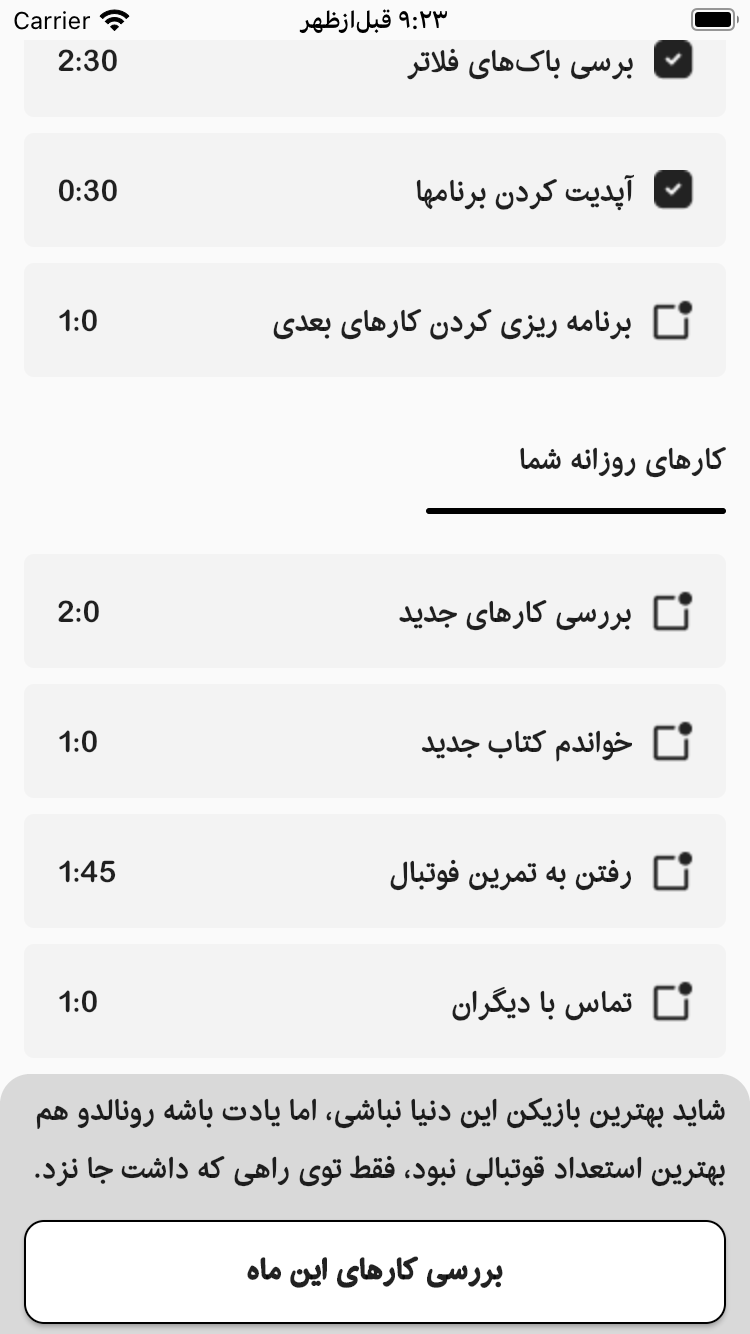 Carrier ۹:۲۳ قبل‌ازظهر
برسی باک‌های فلاتر 2:30
آپدیت کردن برنامها 0:30
برنامه ریزی کردن کارهای بعدی 1:0
کارهای روزانه شما
بررسی کارهای جدید 2:0
خواندم کتاب جدید 1:0
رفتن به تمرین فوتبال 1:45
تماس با دیگران 1:0
شاید بهترین بازیکن این دنیا نباشی، اما یادت باشه رونالدو هم
بهترین استعداد قوتبالی نبود، فقط توی راهی که داشت جا نزد.
بررسی کارهای این ماه